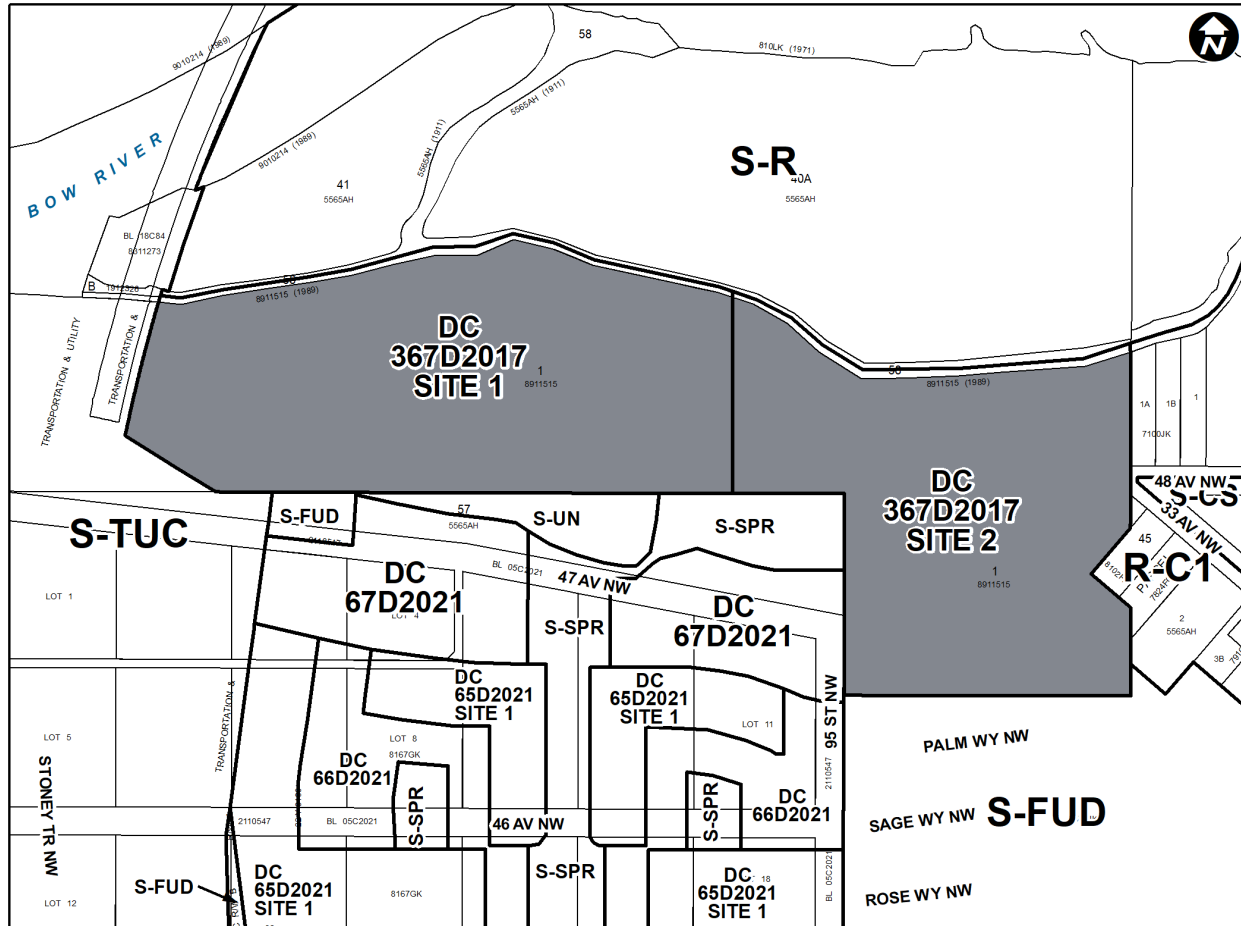 58
810LK (1971)
N
9010214 (1989)
5565AH (1911)
5565AH (1911)
9010214 (1989)
BOW RIVER
S-R
40A
5565AH
41
5565AH
BL 18C84
8311273
B
1912328
50
8911515 (1989)
TRANSPORTATION & UTILITY
TRANSPORTATION &
DC
367D2017
SITE 1
1
8911515
50
8911515 (1989)
1A
1B
1
7100JK
DC
367D2017
SITE 2
1
8911515
48 AV NW
S-CS
33 AV NW
45
R-C1
2
5565AH
3B
S-TUC
S-FUD
57
5565AH
S-UN
S-SPR
BL 05C2021
47 AV NW
LOT 1
DC
67D2021
LOT 4
S-SPR
DC
67D2021
TRANSPORTATION &
DC
65D2021
SITE 1
DC
65D2021
SITE 1
LOT 11
95 ST NW
LOT 5
LOT 8
8167GK
PALM WY NW
STONEY TR NW
DC
66D2021
S-SPR
S-SPR
DC
66D2021
2110547
SAGE WY NW
S-FUD
2110547
BL 05C2021
46 AV NW
S-FUD
DC
65D2021
SITE 1
8167GK
S-SPR
DC
65D2021
SITE 1
18
BL 05C2021
ROSE WY NW
LOT 12